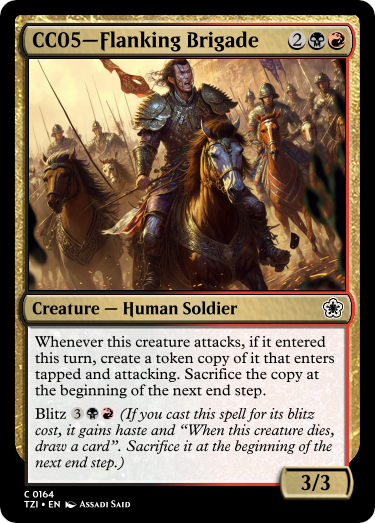 CC05—Flanking Brigade 2
Creature — Human Soldier
Whenever this creature attacks, if it entered
this turn, create a token copy of it that enters
tapped and attacking. Sacrifice the copy at
the beginning of the next end step.
Blitz 3 (If you cast this spell for its blitz
cost, it gains haste and “When this creature dies,
draw a card”. Sacrifice it at the beginning of the
next end step.)
3/3
C 0164
TZI • EN Assadi Said